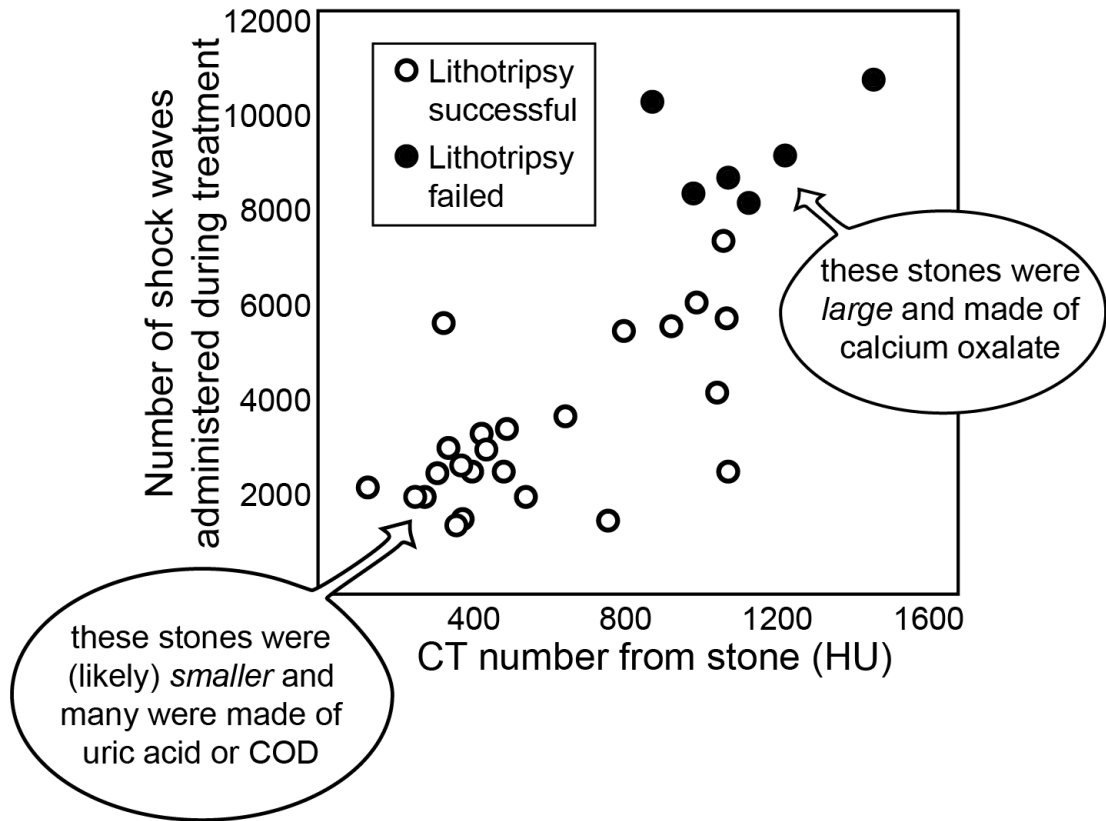 12000
10000
8000
6000
4000
2000
Number of shock waves
administered during treatment
Lithotripsy
successful
Lithotripsy
failed
these stones were
large and made of
calcium oxalate
400 800 1200 1600
CT number from stone (HU)
these stones were
(likely) smaller and
many were made of
uric acid or COD